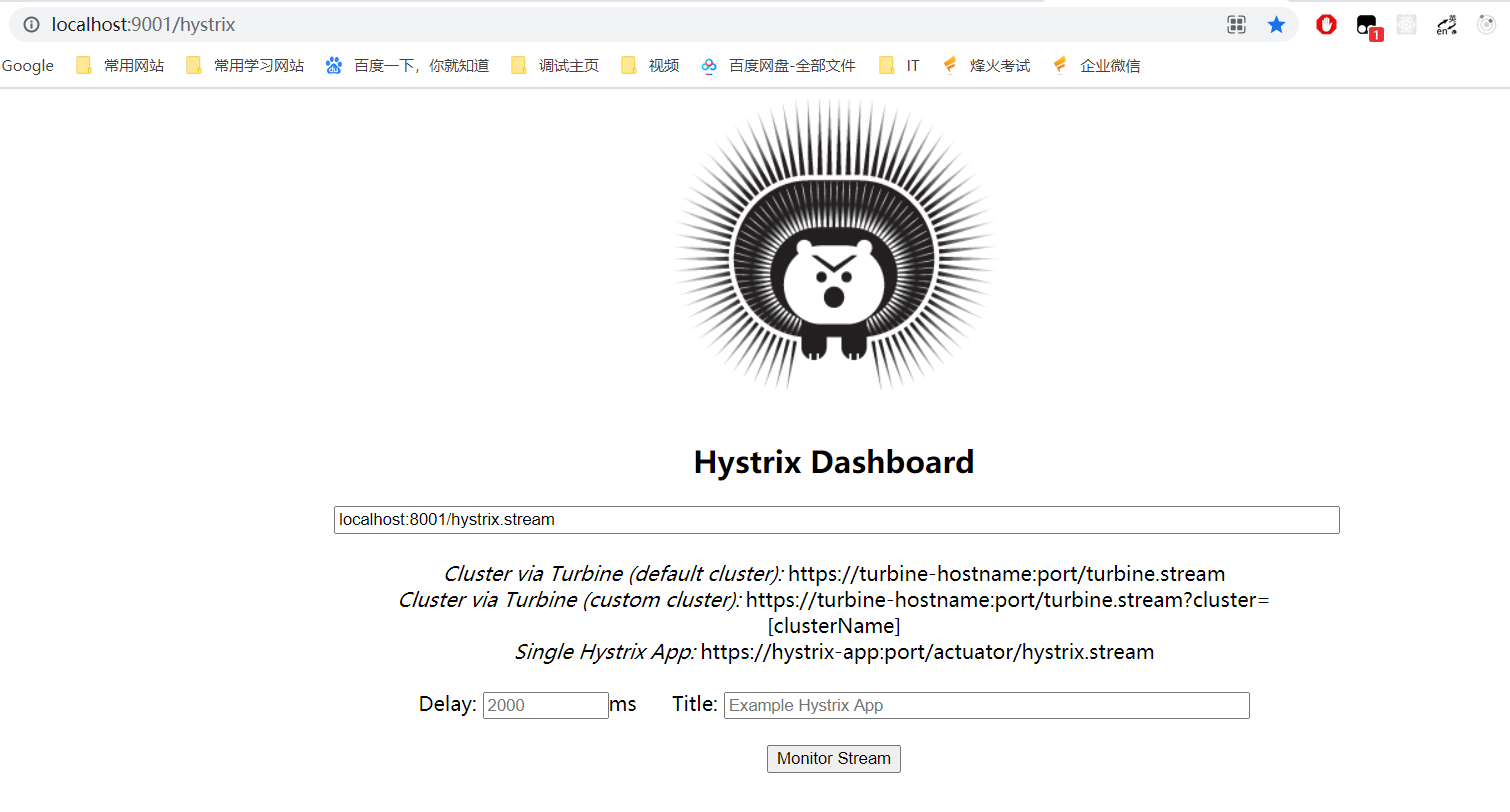 localhost:9001/hystrix
英
en
1
Google 常用网站 常用学习网站 百度一下，你就知道 调试主页 视频 百度网盘-全部文件 IT 烽火考试 企业微信
Hystrix Dashboard
localhost:8001/hystrix.stream
Cluster via Turbine (default cluster): https://turbine-hostname:port/turbine.stream
Cluster via Turbine (custom cluster): https://turbine-hostname:port/turbine.stream?cluster=
[clusterName]
Single Hystrix App: https://hystrix-app:port/actuator/hystrix.stream
Delay: 2000 ms Title: Example Hystrix App
Monitor Stream